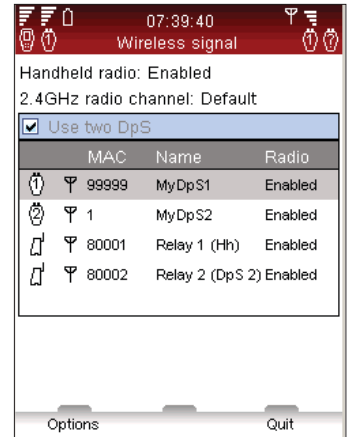 07:39:40
Wireless signal
Handheld radio: Enabled
2.4GHz radio channel: Default
Use two DpS
MAC Name Radio
1 99999 MyDpS1 Enabled
2 1 MyDpS2 Enabled
80001 Relay 1 (Hh) Enabled
80002 Relay 2 (DpS 2) Enabled
Options Quit